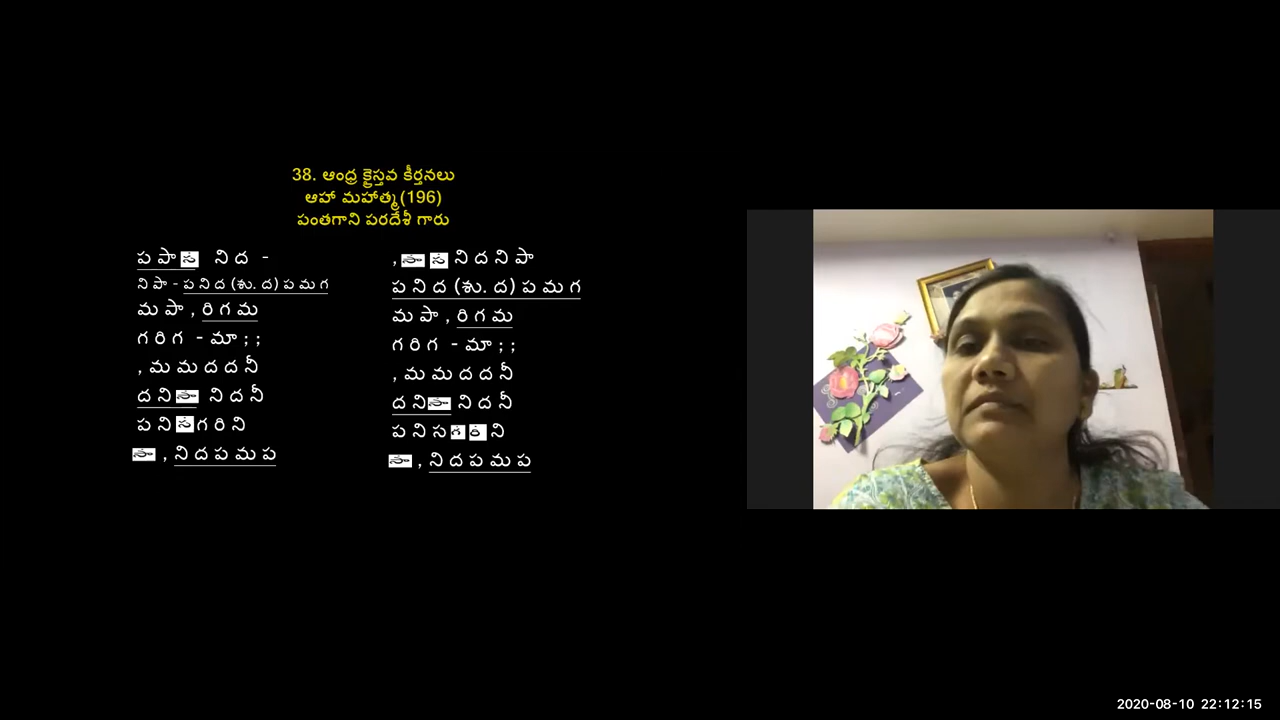 38. ఆంధ్ర క్రైస్తవ కీర్తనలు
ఆహా మహాత్మ (196)
పంతగాని పరదేశీ గారు
ప పా స ని ద -
ని పా - ప ని ద (శు. ద) ప మ గ
మ పా , రి గ మ
గ రి గ - మా ; ;
, మ మ ద ద నీ
ద ని సా ని ద నీ
ప ని స గ రి ని
సా , ని ద ప మ ప
, సా స ని ద ని పా
ప ని ద (శు. ద) ప మ గ
మ పా , రి గ మ
గ రి గ - మా ; ;
, మ మ ద ద నీ
ద ని సా ని ద నీ
ప ని స గ రి ని
సా , ని ద ప మ ప
2020-08-10 22:12:15